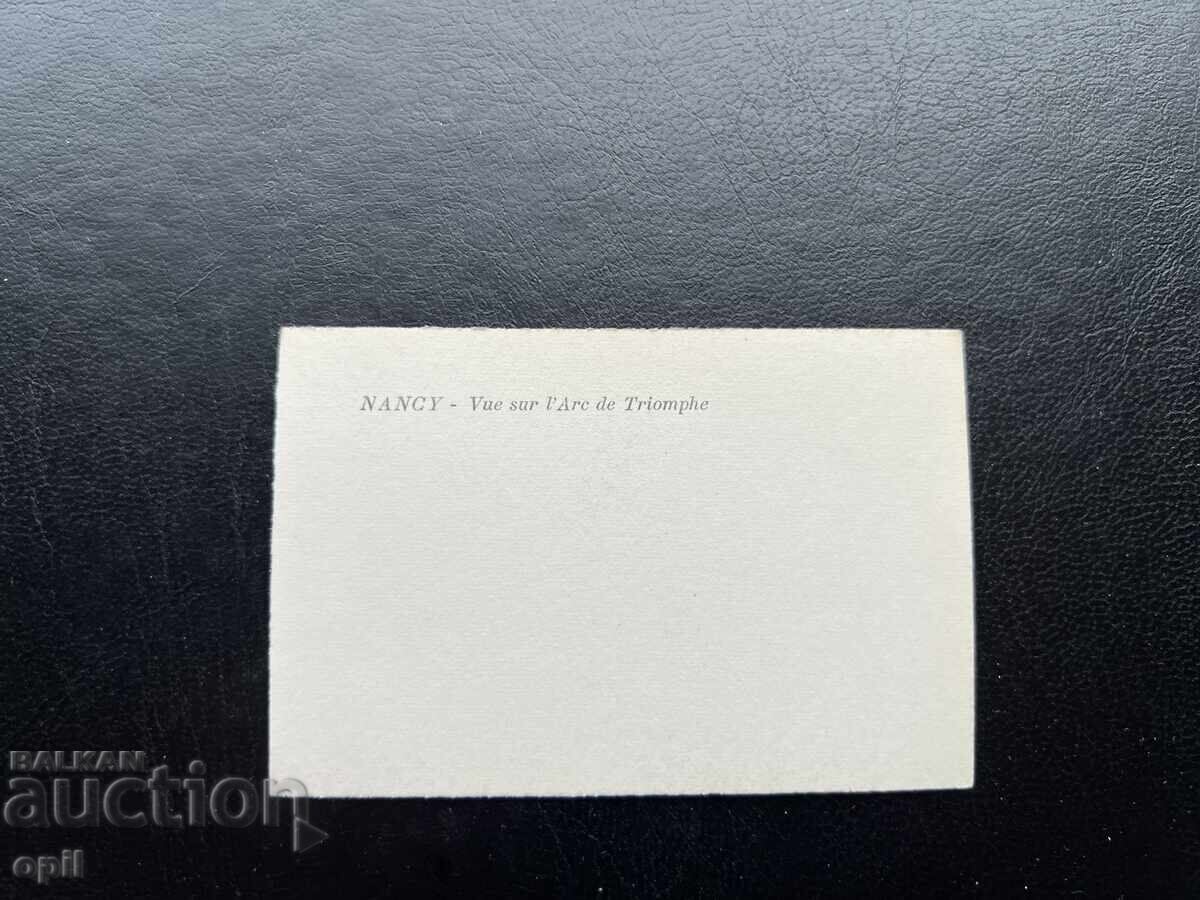 NANCY - Vue sur l'Arc de Triomphe
BALKAN
auction
opil